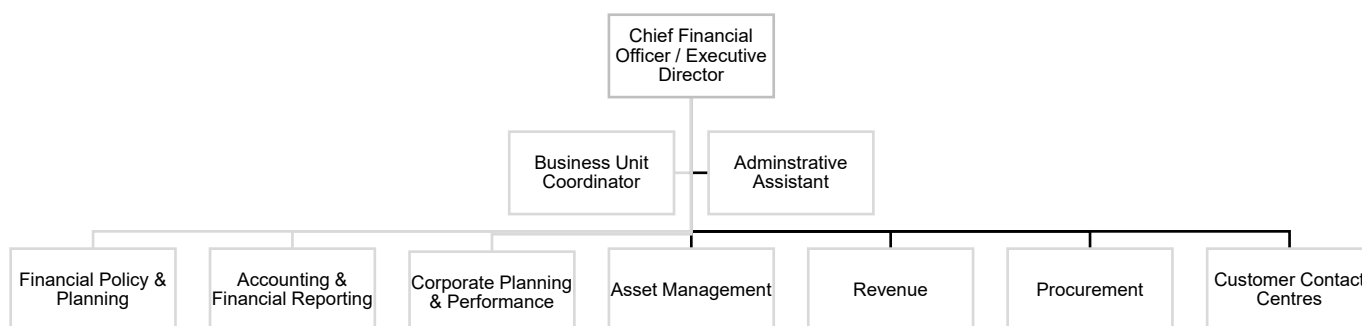 Chief Financial
Officer / Executive
Director
Business Unit
Coordinator
Adminstrative
Assistant
Financial Policy &
Planning
Accounting &
Financial Reporting
Corporate Planning
& Performance
Asset Management
Revenue
Procurement
Customer Contact
Centres